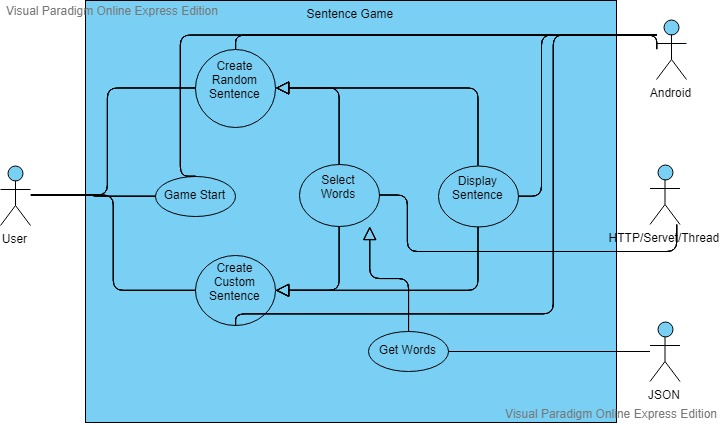 Visual Paradigm Online Express Edition
Sentence Game
Create
Random
Sentence
Android
Game Start
Select
Words
Display
Sentence
User
HTTP/Servet/Thread
Create
Custom
Sentence
Get Words
JSON
Visual Paradigm Online Express Edition